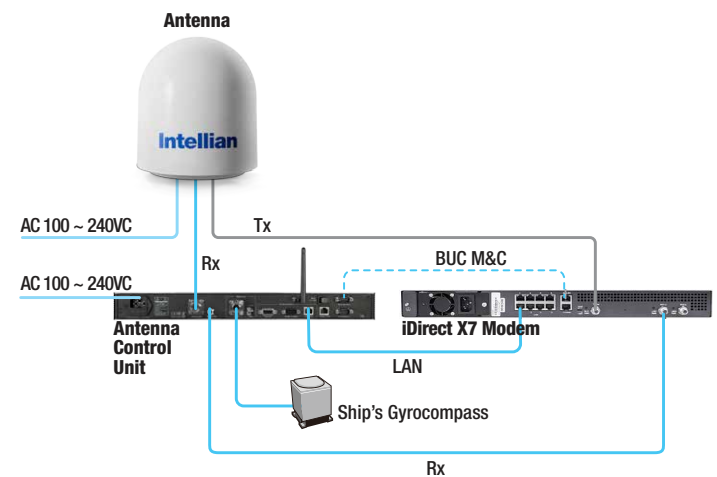 Antenna
Intellian
AC 100 ~ 240VC
Tx
Rx
BUC M&C
AC 100 ~ 240VC
Antenna
Control
Unit
iDirect X7 Modem
LAN
Ship's Gyrocompass
Rx